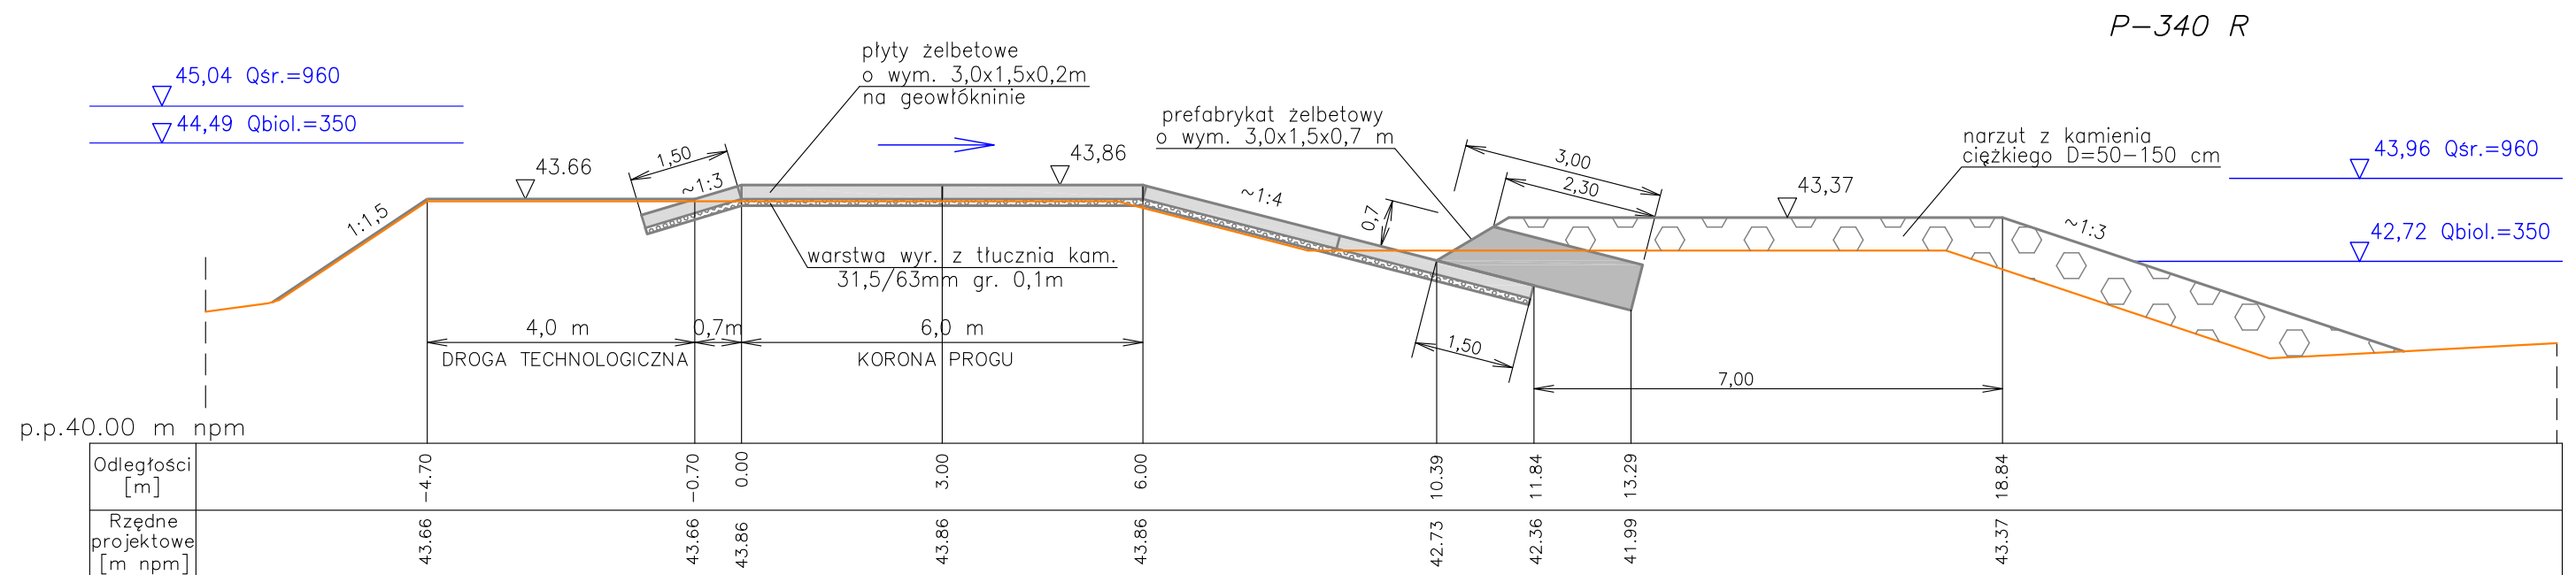 P-340 R
45,04 Qśr.=960
44,49 Qbiol.=350
płyty żelbetowe
o wym. 3,0x1,5x0,2m
na geowłókninie
prefabrykat żelbetowy
o wym. 3,0x1,5x0,7 m
narzut z kamienia
ciężkiego D=50-150 cm
43,96 Qśr.=960
42,72 Qbiol.=350
1:1,5
43.66
1,50
~1:3
43,86
~1:4
0,7
3,00
2,30
43,37
~1:3
warstwa wyr. z tłucznia kam.
31,5/63mm gr. 0,1m
4,0 m
0,7m
6,0 m
DROGA TECHNOLOGICZNA
KORONA PROGU
1,50
7,00
p.p.40.00 m npm
Odległości
[m]
-4.70
-0.70
0.00
3.00
6.00
10.39
11.84
13.29
18.84
Rzędne
projektowe
[m npm]
43.66
43.66
43.86
43.86
43.86
42.73
42.36
41.99
43.37